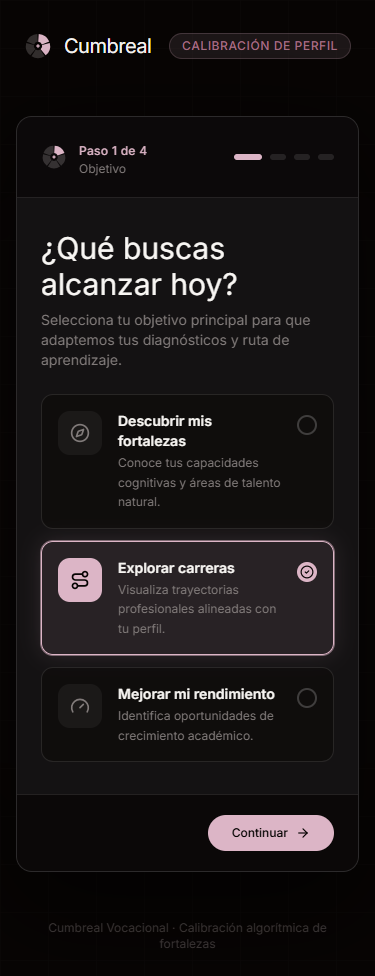 Cumbreal
CALIBRACIÓN DE PERFIL
Paso 1 de 4
Objetivo
¿Qué buscas
alcanzar hoy?
Selecciona tu objetivo principal para que
adaptemos tus diagnósticos y ruta de
aprendizaje.
Descubrir mis
fortalezas
Conoce tus capacidades
cognitivas y áreas de talento
natural.
Explorar carreras
Visualiza trayectorias
profesionales alineadas con
tu perfil.
Mejorar mi rendimiento
Identifica oportunidades de
crecimiento académico.
Continuar
Cumbreal Vocacional · Calibración algorítmica de
fortalezas